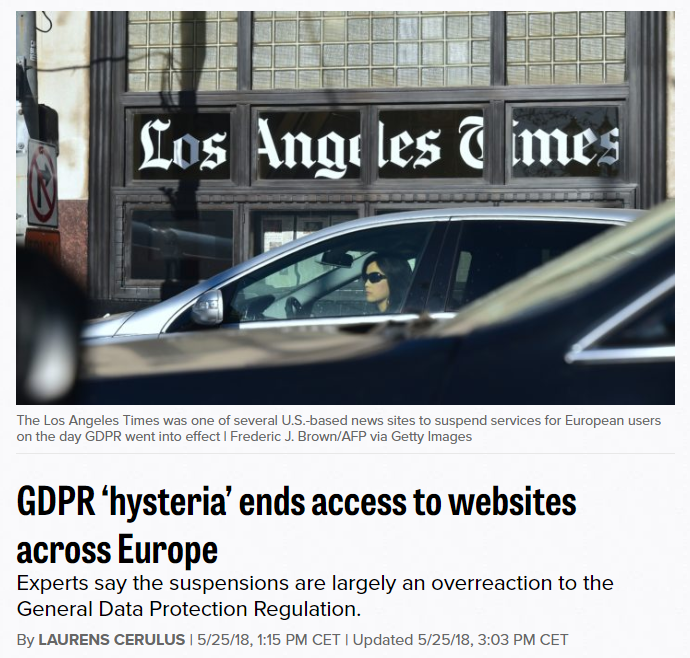 Los Angeles Times
The Los Angeles Times was one of several U.S.-based news sites to suspend services for European users
on the day GDPR went into effect | Frederic J. Brown/AFP via Getty Images
GDPR ‘hysteria’ ends access to websites
across Europe
Experts say the suspensions are largely an overreaction to the
General Data Protection Regulation.
By LAURENS CERULUS | 5/25/18, 1:15 PM CET | Updated 5/25/18, 3:03 PM CET